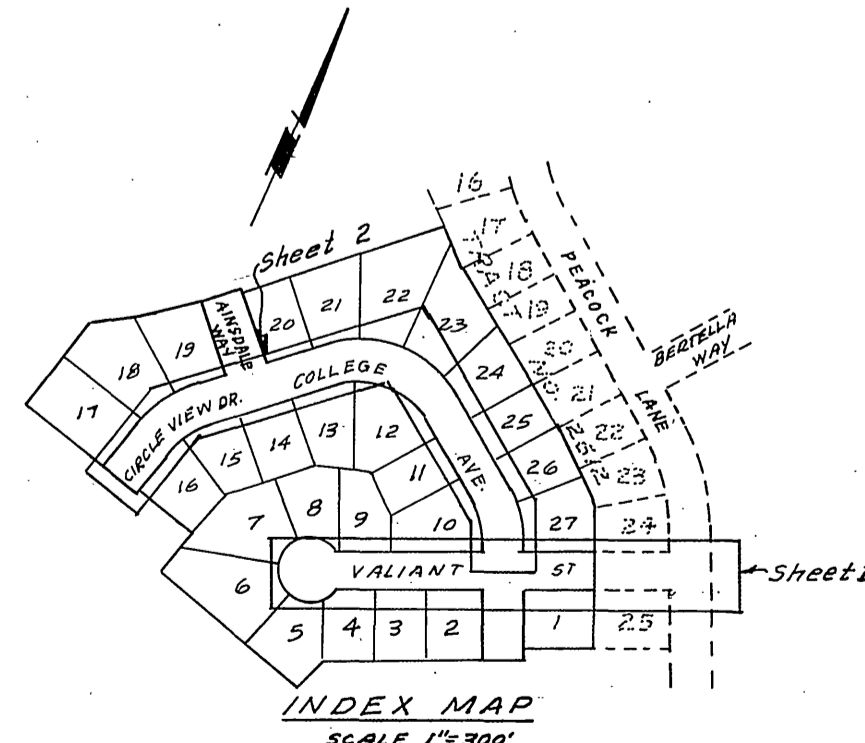 Sheet 2
16
17
18
19
20
21
22
23
24
25
TRACT NO. 2812
PEACOCK LANE
BERTELLA
WAY
AINSDALE
WAY
17
18
19
20
21
22
23
24
25
26
27
CIRCLE VIEW DR.
COLLEGE AVE.
16
15
14
13
12
11
10
9
8
7
6
5
4
3
2
1
VALIANT ST
Sheet 1
INDEX MAP
SCALE 1"=300'